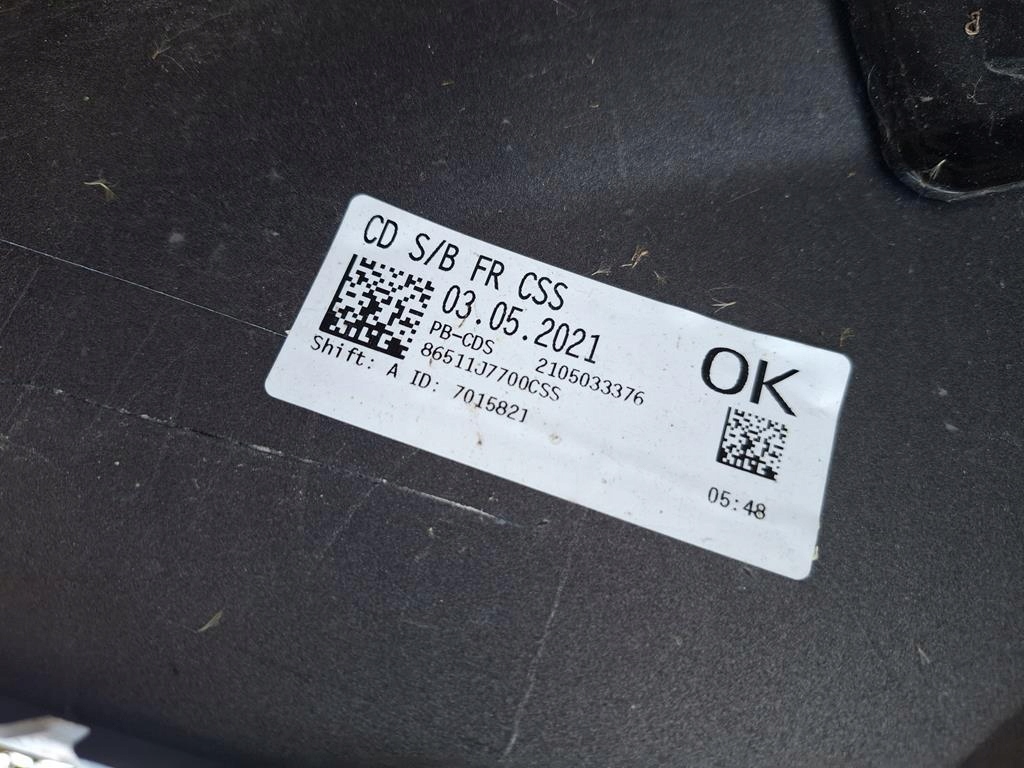 CD S/B FR CSS
03.05.2021
PB-CDS 2105033376
86511J7700CSS
Shift: A ID: 7015821
OK
05:48